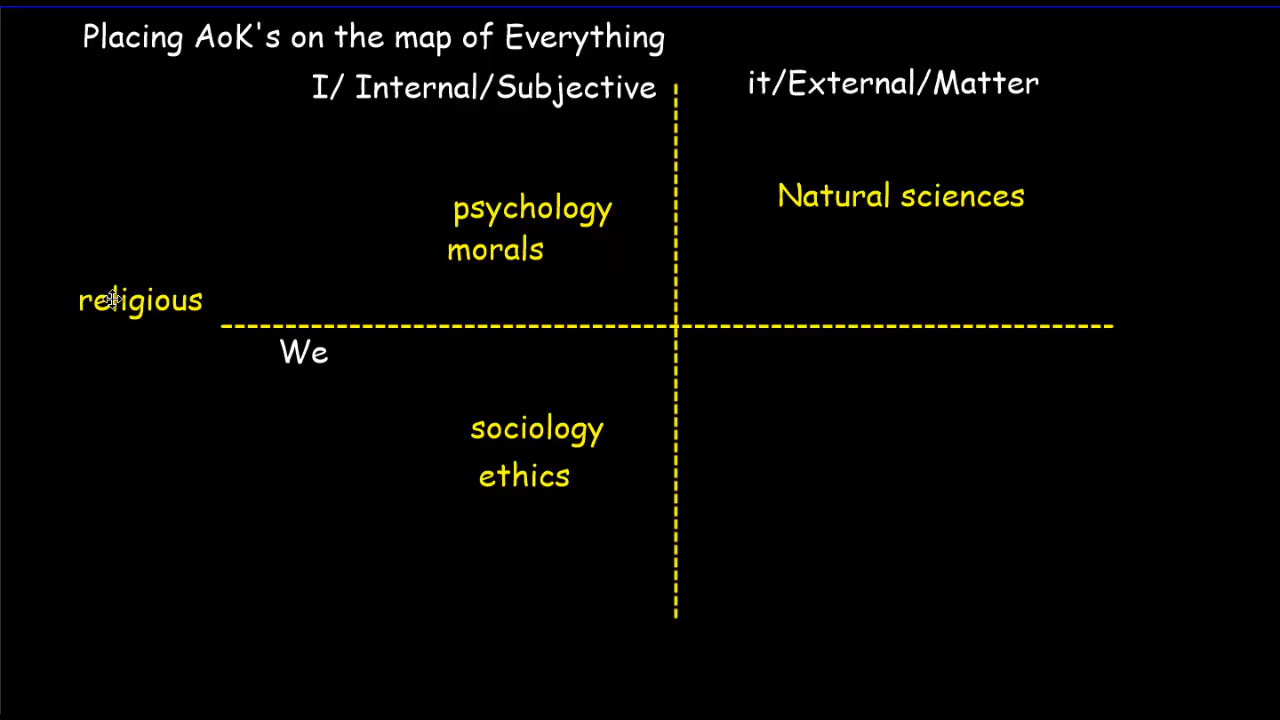 Placing AoK's on the map of Everything
I/ Internal/Subjective
it/External/Matter
psychology
Natural sciences
morals
religious
We
sociology
ethics